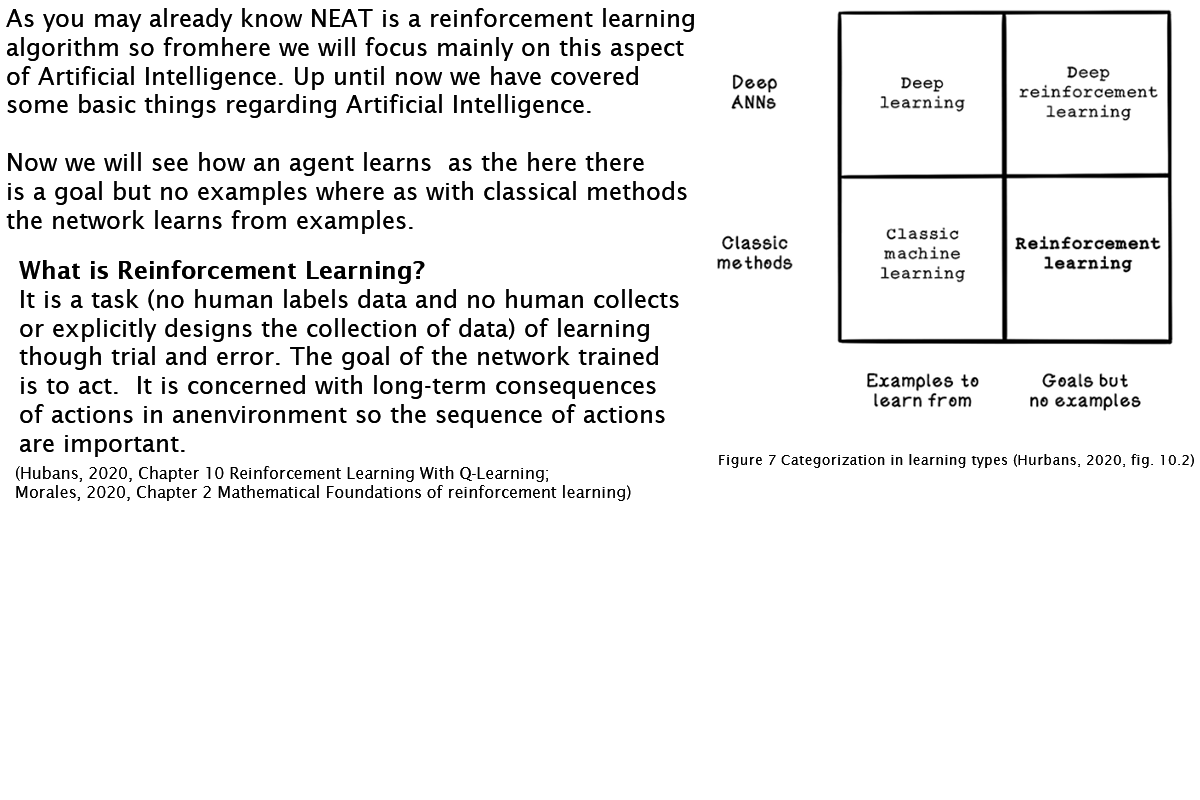 As you may already know NEAT is a reinforcement learning
algorithm so fromhere we will focus mainly on this aspect
of Artificial Intelligence. Up until now we have covered
some basic things regarding Artificial Intelligence.
Now we will see how an agent learns  as the here there
is a goal but no examples where as with classical methods
the network learns from examples.
What is Reinforcement Learning?
It is a task (no human labels data and no human collects
or explicitly designs the collection of data) of learning
though trial and error. The goal of the network trained
is to act.  It is concerned with long-term consequences
of actions in anenvironment so the sequence of actions
are important.
(Hubans, 2020, Chapter 10 Reinforcement Learning With Q-Learning;
Morales, 2020, Chapter 2 Mathematical Foundations of reinforcement learning)
Deep
ANNs
Deep
learning
Deep
reinforcement
learning
Classic
methods
Classic
machine
learning
Reinforcement
learning
Examples to
learn from
Goals but
no examples
Figure 7 Categorization in learning types (Hurbans, 2020, fig. 10.2)